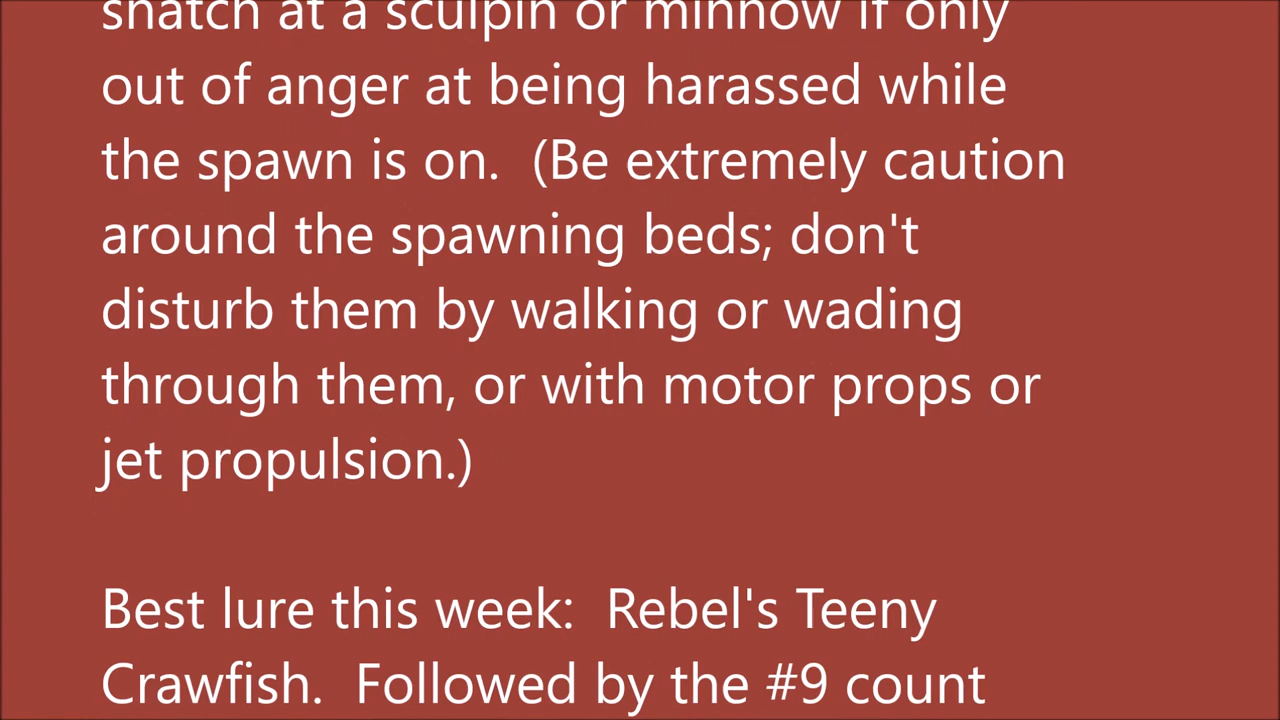 snatch at a sculpin or minnow if only
out of anger at being harassed while
the spawn is on.  (Be extremely caution
around the spawning beds; don't
disturb them by walking or wading
through them, or with motor props or
jet propulsion.)
Best lure this week:  Rebel's Teeny
Crawfish.  Followed by the #9 count